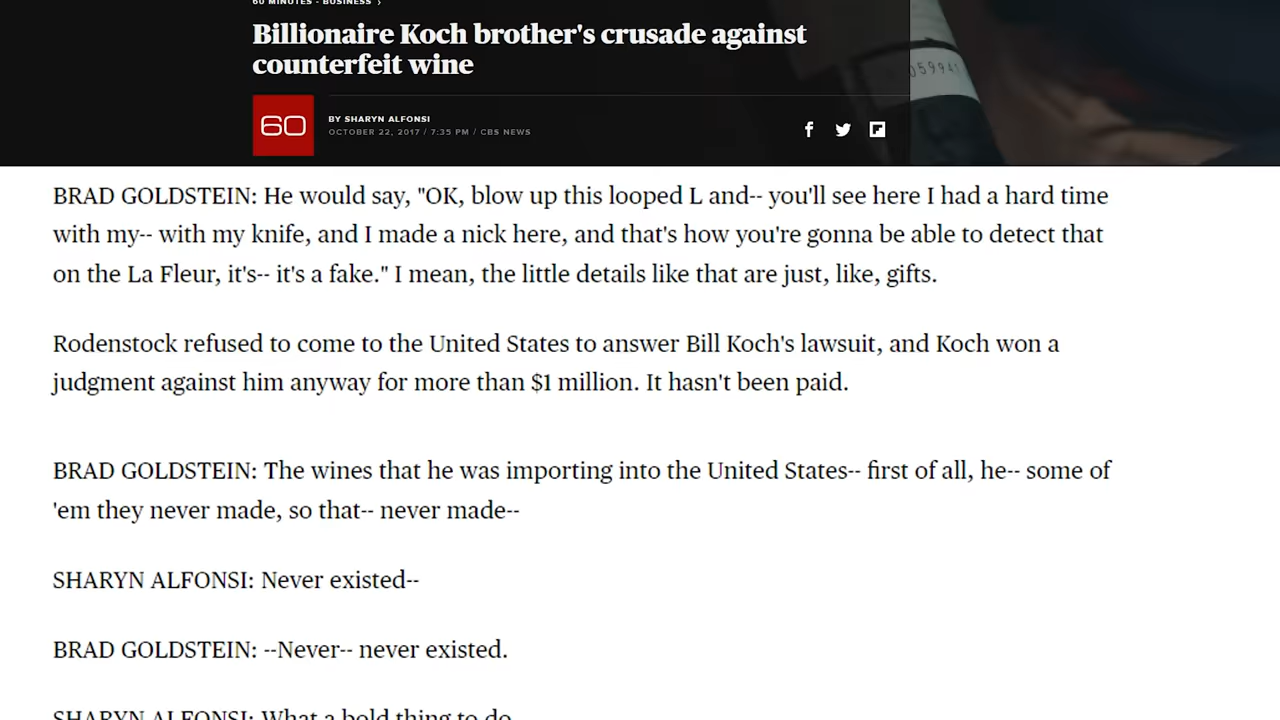 60 MINUTES - BUSINESS ›
Billionaire Koch brother's crusade against
counterfeit wine
60
BY SHARYN ALFONSI
OCTOBER 22, 2017 / 7:35 PM / CBS NEWS
BRAD GOLDSTEIN: He would say, "OK, blow up this looped L and-- you'll see here I had a hard time
with my-- with my knife, and I made a nick here, and that's how you're gonna be able to detect that
on the La Fleur, it's-- it's a fake." I mean, the little details like that are just, like, gifts.
Rodenstock refused to come to the United States to answer Bill Koch's lawsuit, and Koch won a
judgment against him anyway for more than $1 million. It hasn't been paid.
BRAD GOLDSTEIN: The wines that he was importing into the United States-- first of all, he-- some of
'em they never made, so that-- never made--
SHARYN ALFONSI: Never existed--
BRAD GOLDSTEIN: --Never-- never existed.
SHARYN ALFONSI: What a bold thing to do